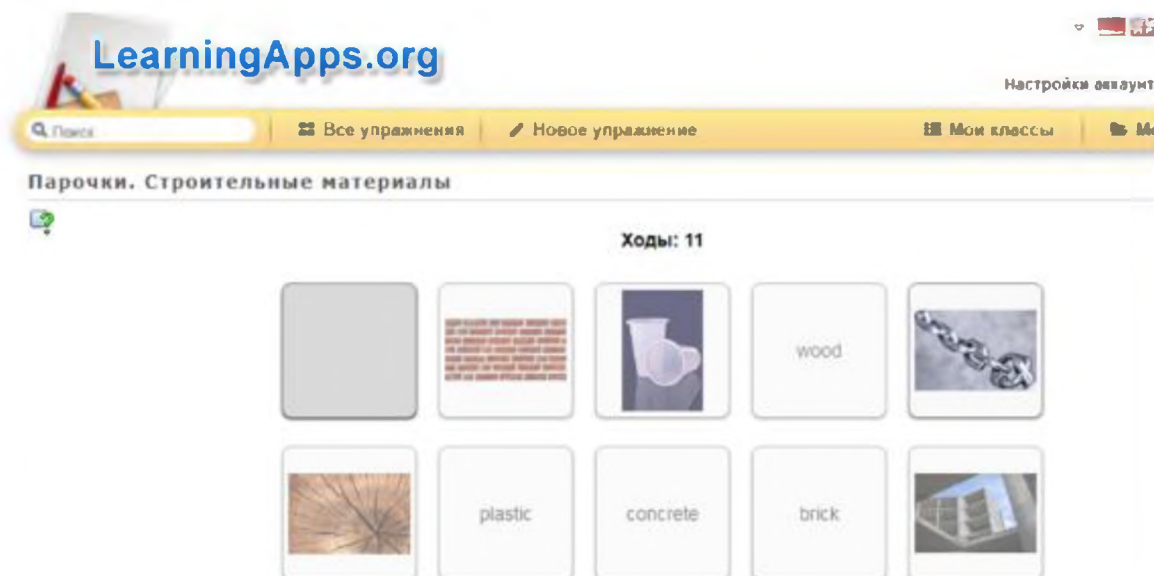 LearningApps.org
Настройки аккаунт
Поиск
Все упражнения
Новое упражнение
Мои классы
Парочки. Строительные материалы
Ходы: 11
wood
plastic
concrete
brick